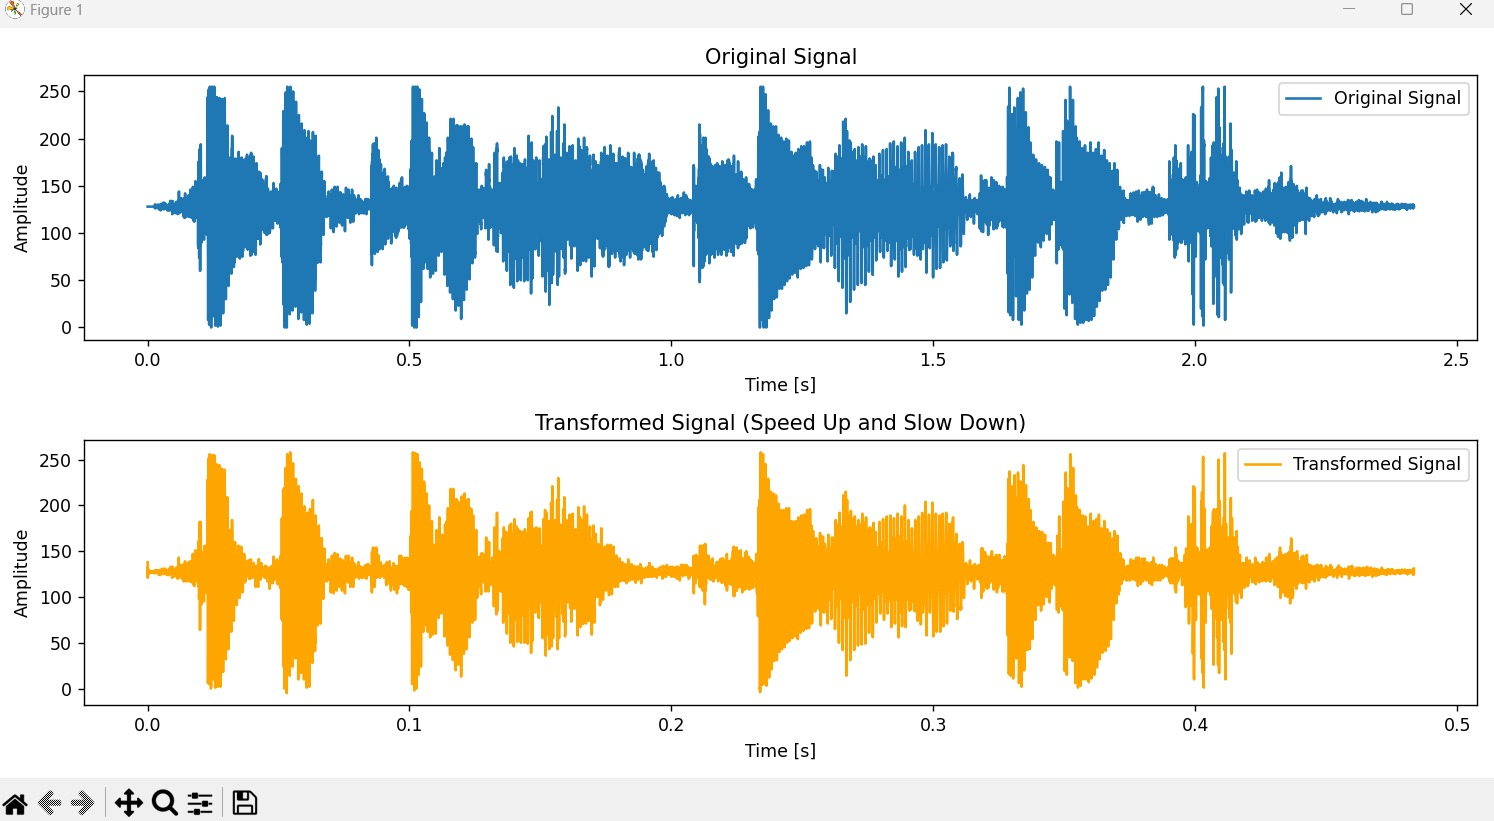 Figure 1
Original Signal
250
200
150
100
50
0
Amplitude
Original Signal
0.0 0.5 1.0 1.5 2.0 2.5
Time [s]
Transformed Signal (Speed Up and Slow Down)
250
200
150
100
50
0
Amplitude
Transformed Signal
0.0 0.1 0.2 0.3 0.4 0.5
Time [s]